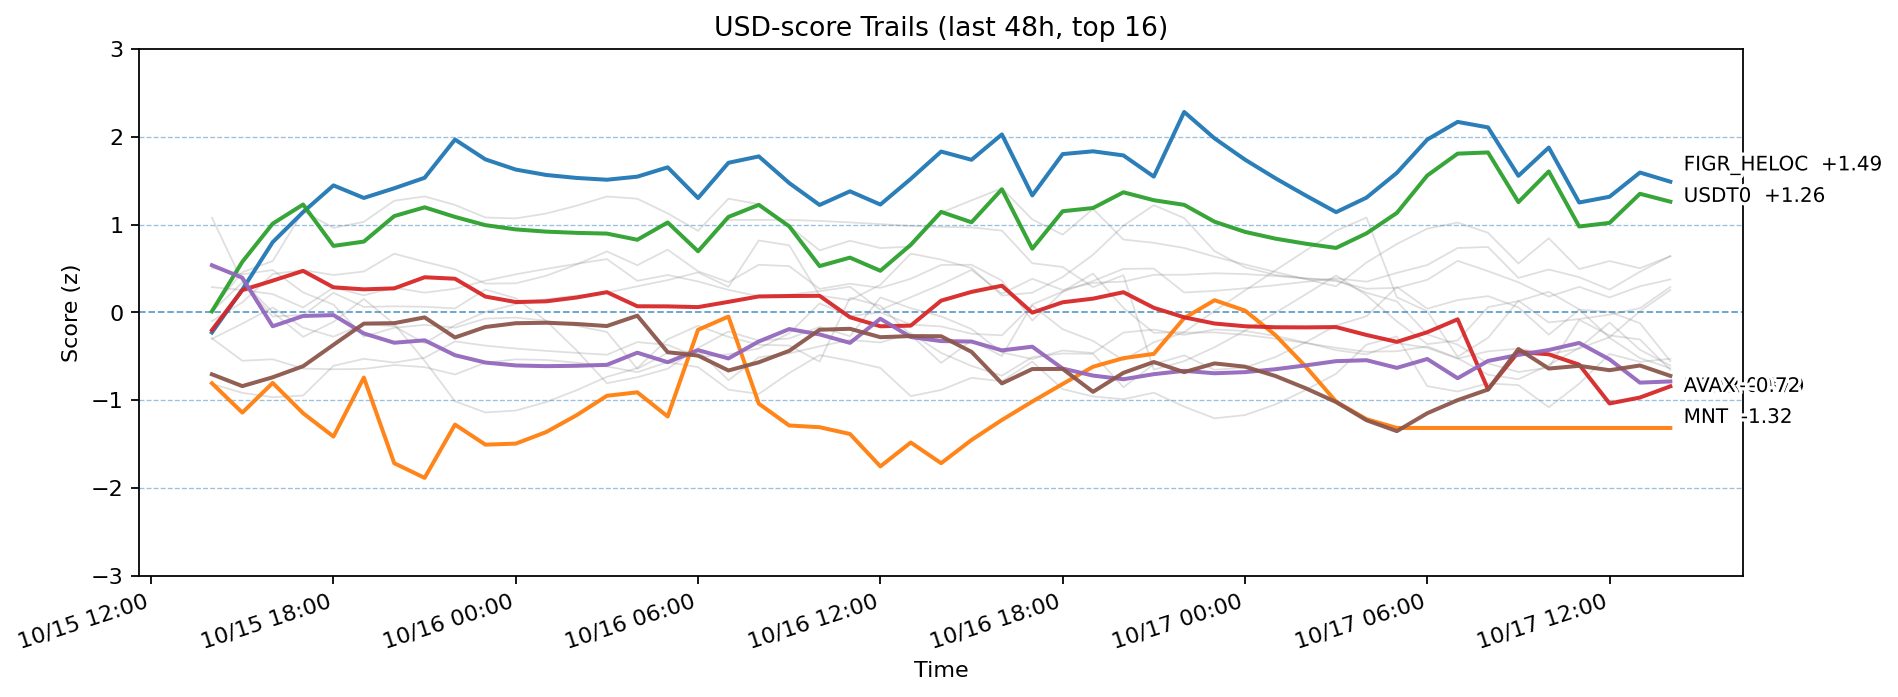 USD-score Trails (last 48h, top 16)
Score (z)
3
2
1
0
−1
−2
−3
FIGR_HELOC +1.49
USDT0 +1.26
AVAX -0.72
MNT -1.32
10/15 12:00
10/15 18:00
10/16 00:00
10/16 06:00
10/16 12:00
10/16 18:00
10/17 00:00
10/17 06:00
10/17 12:00
Time